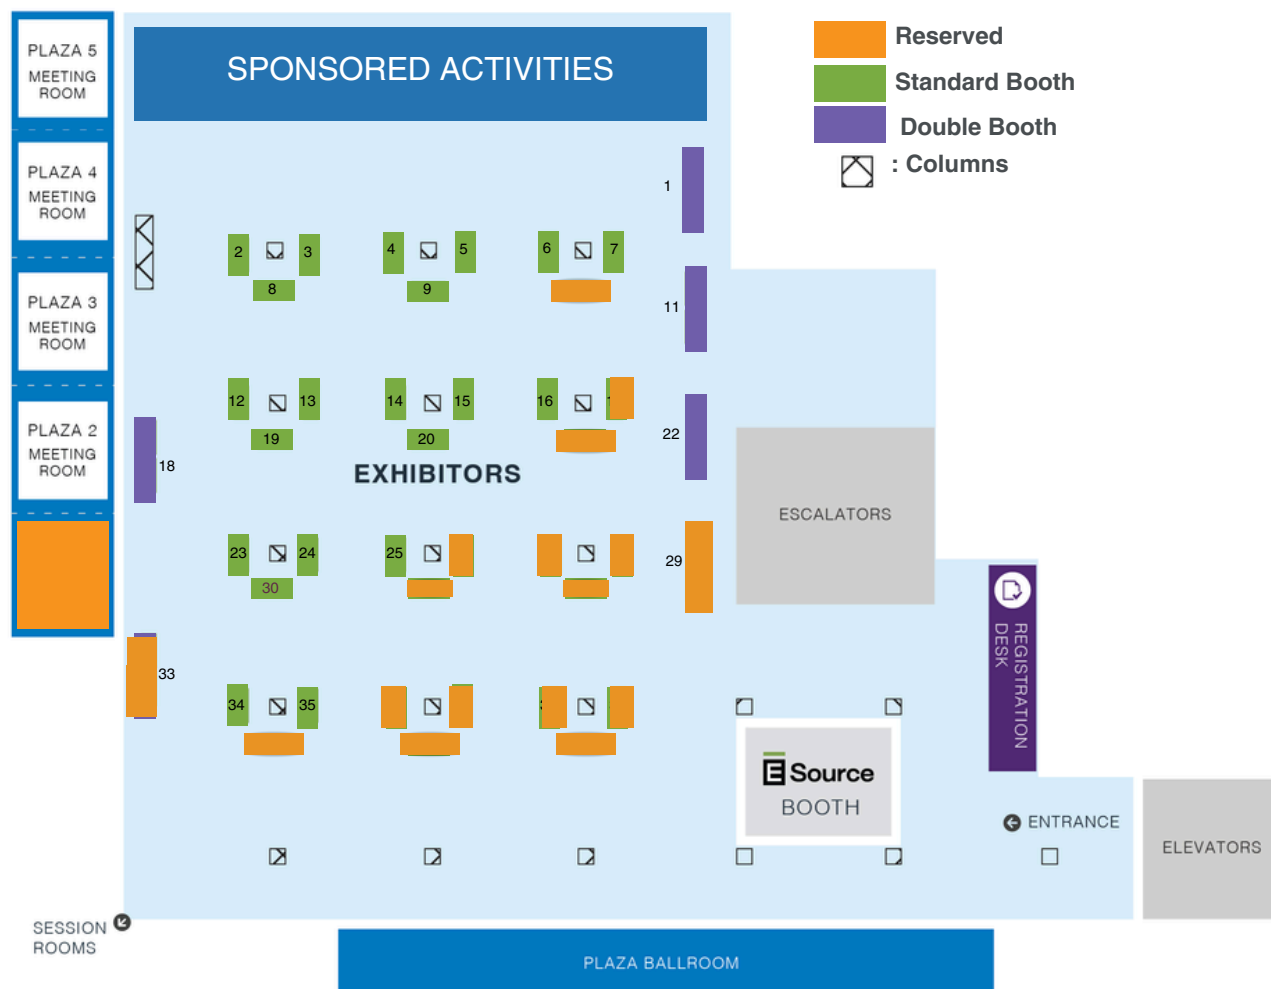 PLAZA 5
MEETING
ROOM
PLAZA 4
MEETING
ROOM
PLAZA 3
MEETING
ROOM
PLAZA 2
MEETING
ROOM
SPONSORED ACTIVITIES
Reserved
Standard Booth
Double Booth
: Columns
1
2
3
4
5
6
7
8
9
11
12
13
14
15
16
19
20
22
EXHIBITORS
18
23
24
25
29
30
33
34
35
ESCALATORS
REGISTRATION
DESK
E Source
BOOTH
ENTRANCE
ELEVATORS
SESSION
ROOMS
PLAZA BALLROOM